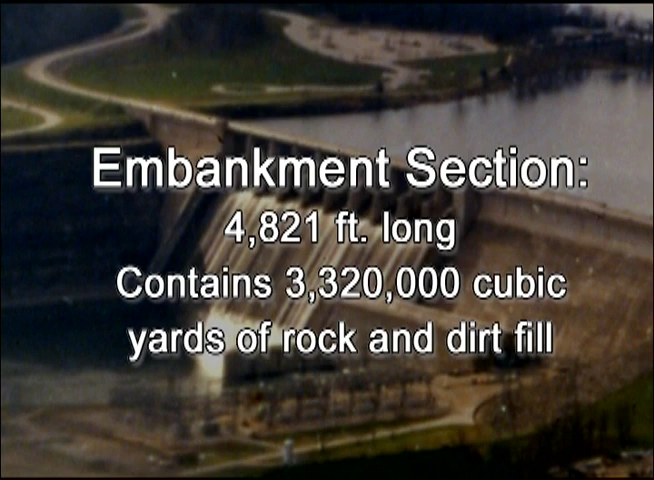 Embankment Section:
4,821 ft. long
Contains 3,320,000 cubic
yards of rock and dirt fill